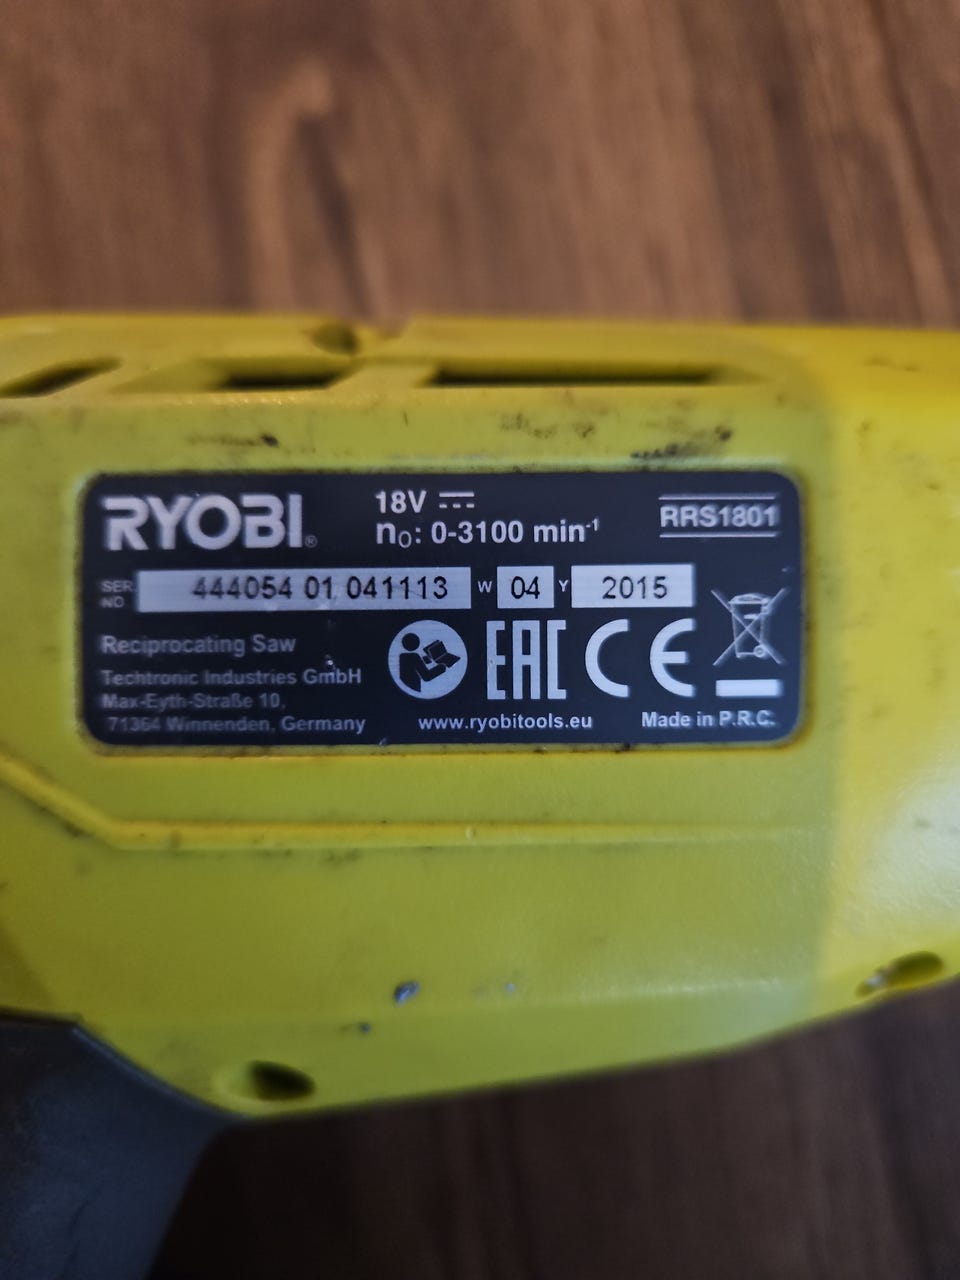 RYOBI®
18V
n₀: 0-3100 min⁻¹
RRS1801
SER NO 444054 01 041113 W 04 Y 2015
Reciprocating Saw
Techtronic Industries GmbH
Max-Eyth-Straße 10,
71364 Winnenden, Germany
EAC CE
www.ryobitools.eu
Made in P.R.C.